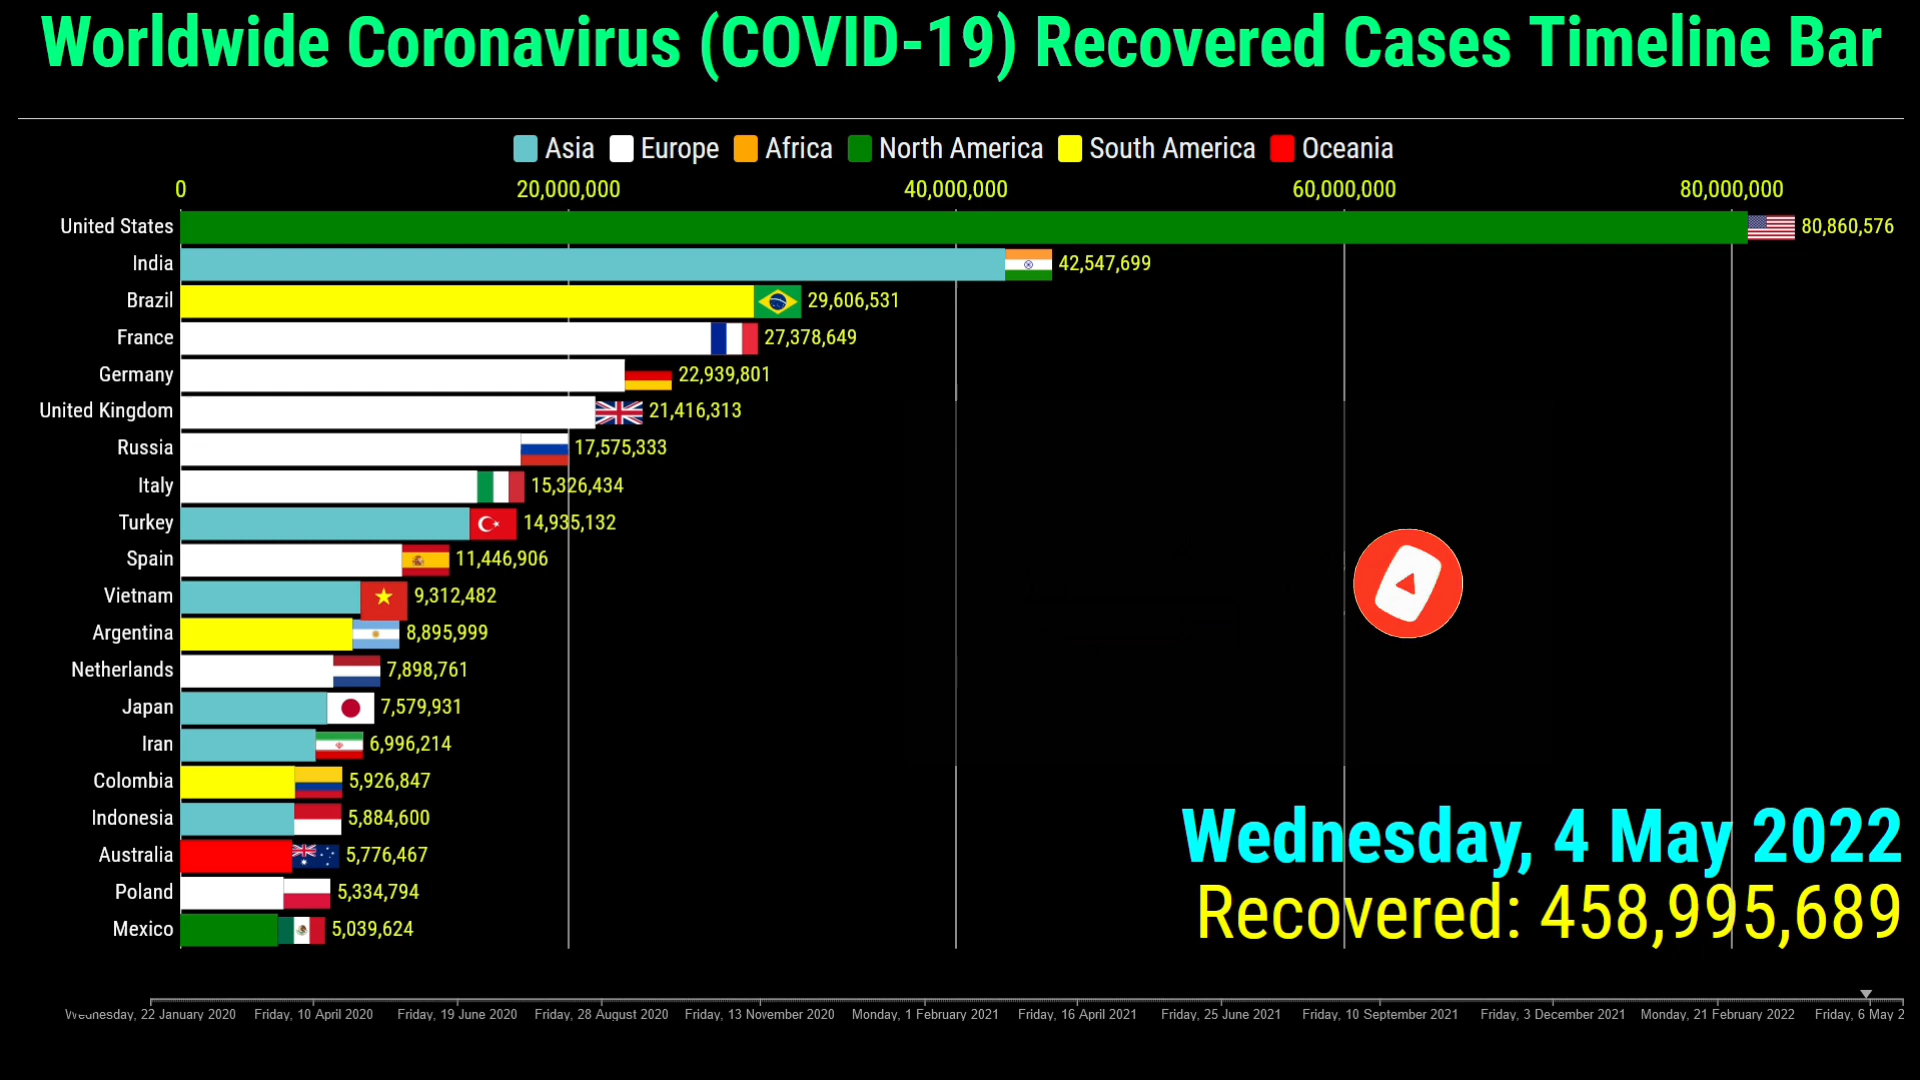 Worldwide Coronavirus (COVID-19) Recovered Cases Timeline Bar
Asia Europe Africa North America South America Oceania
0 20,000,000 40,000,000 60,000,000 80,000,000
United States 80,860,576
India 42,547,699
Brazil 29,606,531
France 27,378,649
Germany 22,939,801
United Kingdom 21,416,313
Russia 17,575,333
Italy 15,326,434
Turkey 14,935,132
Spain 11,446,906
Vietnam 9,312,482
Argentina 8,895,999
Netherlands 7,898,761
Japan 7,579,931
Iran 6,996,214
Colombia 5,926,847
Indonesia 5,884,600
Australia 5,776,467
Poland 5,334,794
Mexico 5,039,624
Wednesday, 4 May 2022
Recovered: 458,995,689
Wednesday, 22 January 2020 Friday, 10 April 2020 Friday, 19 June 2020 Friday, 28 August 2020 Friday, 13 November 2020 Monday, 1 February 2021 Friday, 16 April 2021 Friday, 25 June 2021 Friday, 10 September 2021 Friday, 3 December 2021 Monday, 21 February 2022 Friday, 6 May 2